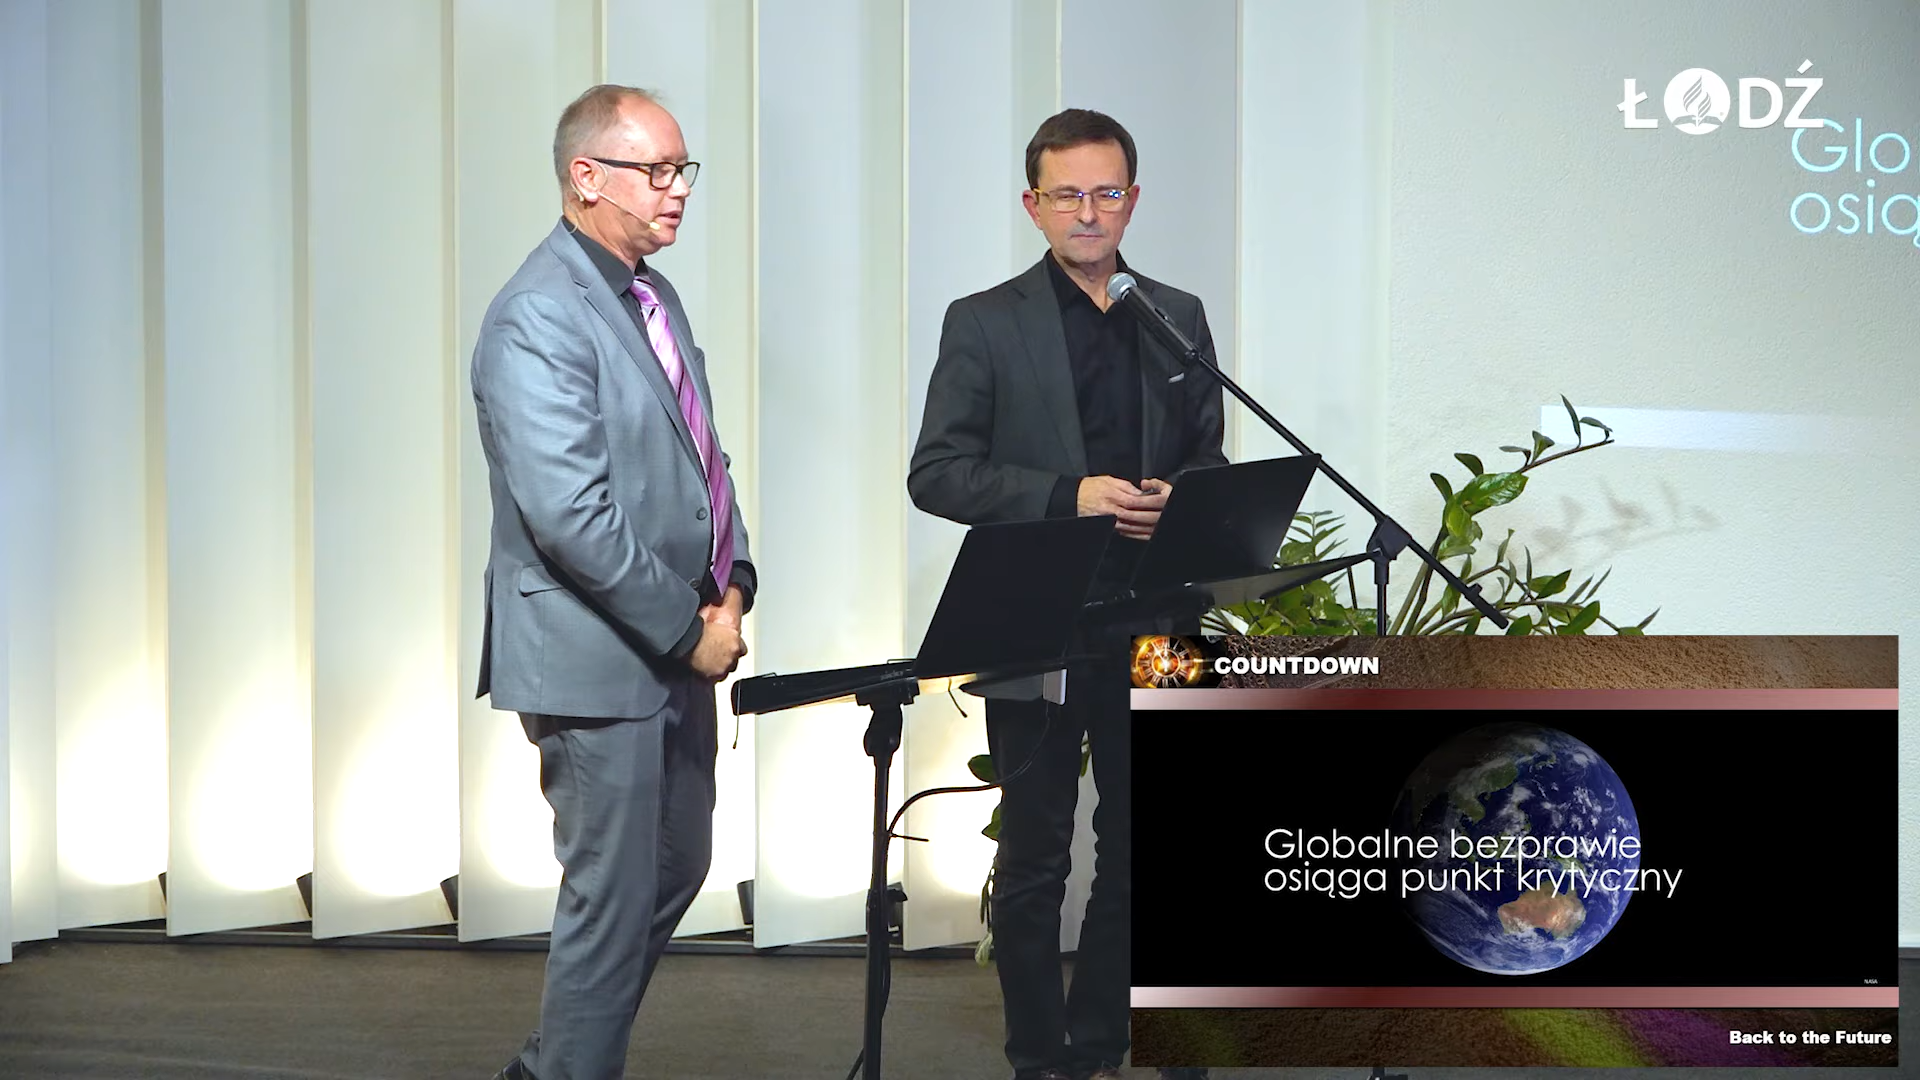 ŁODŹ
Glo
osią
COUNTDOWN
Globalne bezprawie
osiąga punkt krytyczny
NASA
Back to the Future